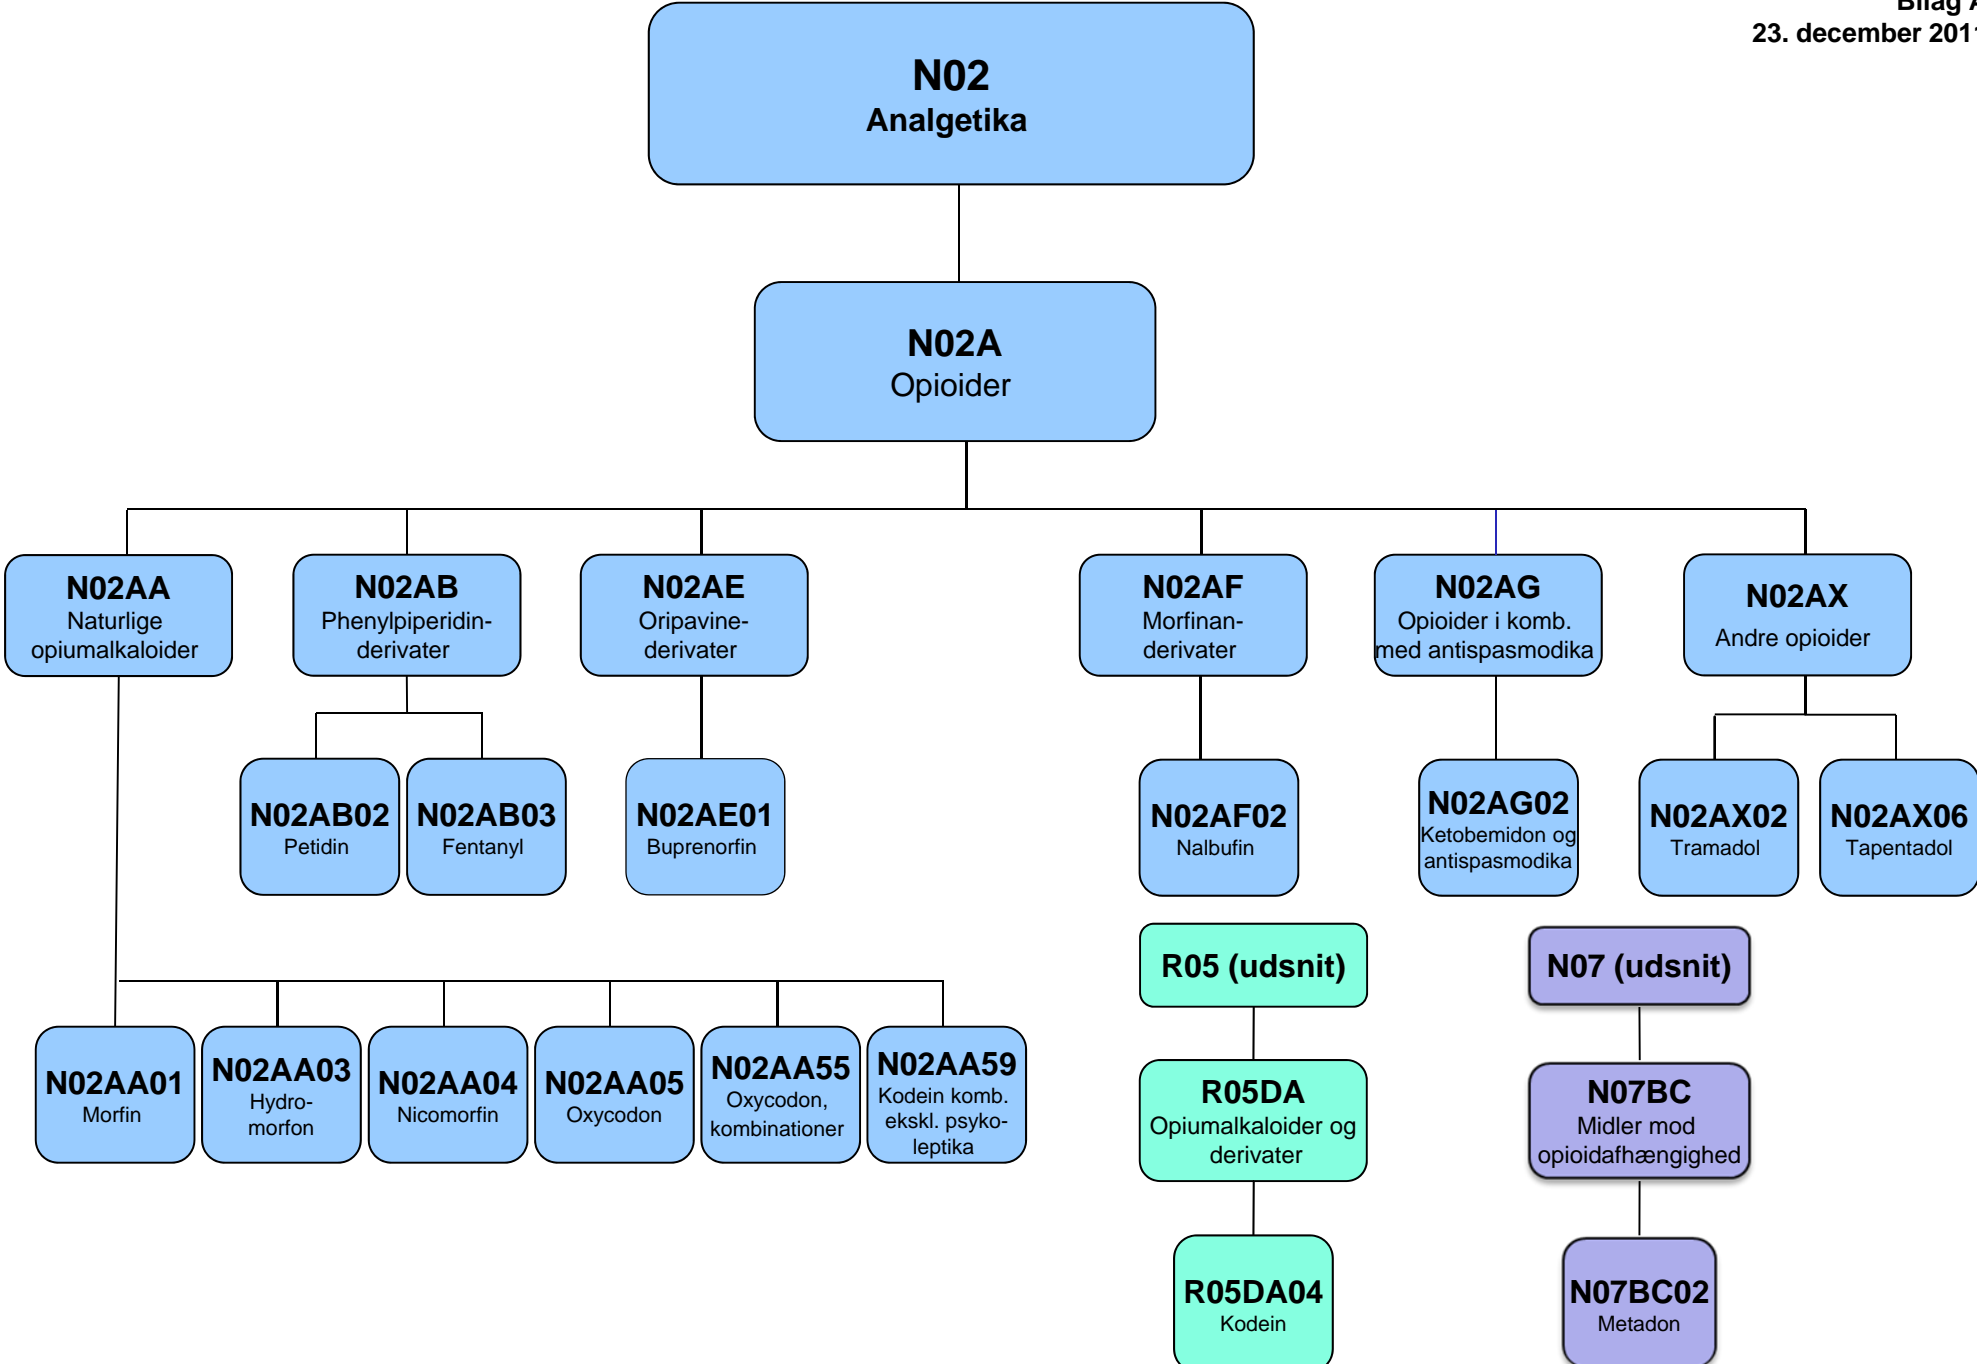 Bilag A
23. december 2011
N02
Analgetika
N02A
Opioider
N02AA
Naturlige
opiumalkaloider
N02AB
Phenylpiperidin-
derivater
N02AE
Oripavine-
derivater
N02AF
Morfinan-
derivater
N02AG
Opioider i komb.
med antispasmodika
N02AX
Andre opioider
N02AB02
Petidin
N02AB03
Fentanyl
N02AE01
Buprenorfin
N02AF02
Nalbufin
N02AG02
Ketobemidon og
antispasmodika
N02AX02
Tramadol
N02AX06
Tapentadol
N02AA01
Morfin
N02AA03
Hydro-
morfon
N02AA04
Nicomorfin
N02AA05
Oxycodon
N02AA55
Oxycodon,
kombinationer
N02AA59
Kodein komb.
ekskl. psyko-
leptika
R05 (udsnit)
R05DA
Opiumalkaloider og
derivater
R05DA04
Kodein
N07 (udsnit)
N07BC
Midler mod
opioidafhængighed
N07BC02
Metadon